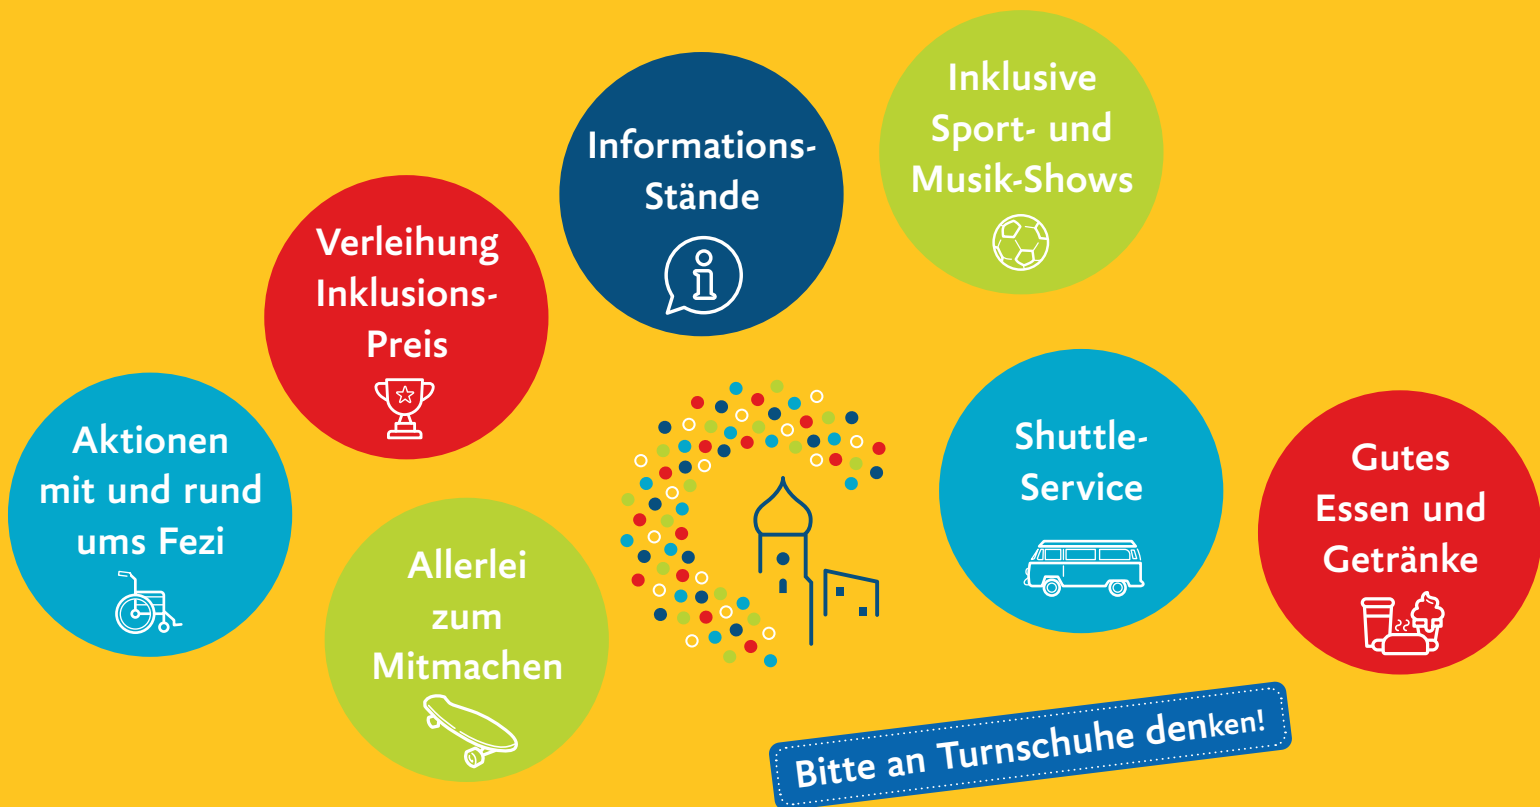 Informations-
Stände
Inklusive
Sport- und
Musik-Shows
Verleihung
Inklusions-
Preis
Aktionen
mit und rund
ums Fezi
Allerlei
zum
Mitmachen
Shuttle-
Service
Gutes
Essen und
Getränke
Bitte an Turnschuhe denken!